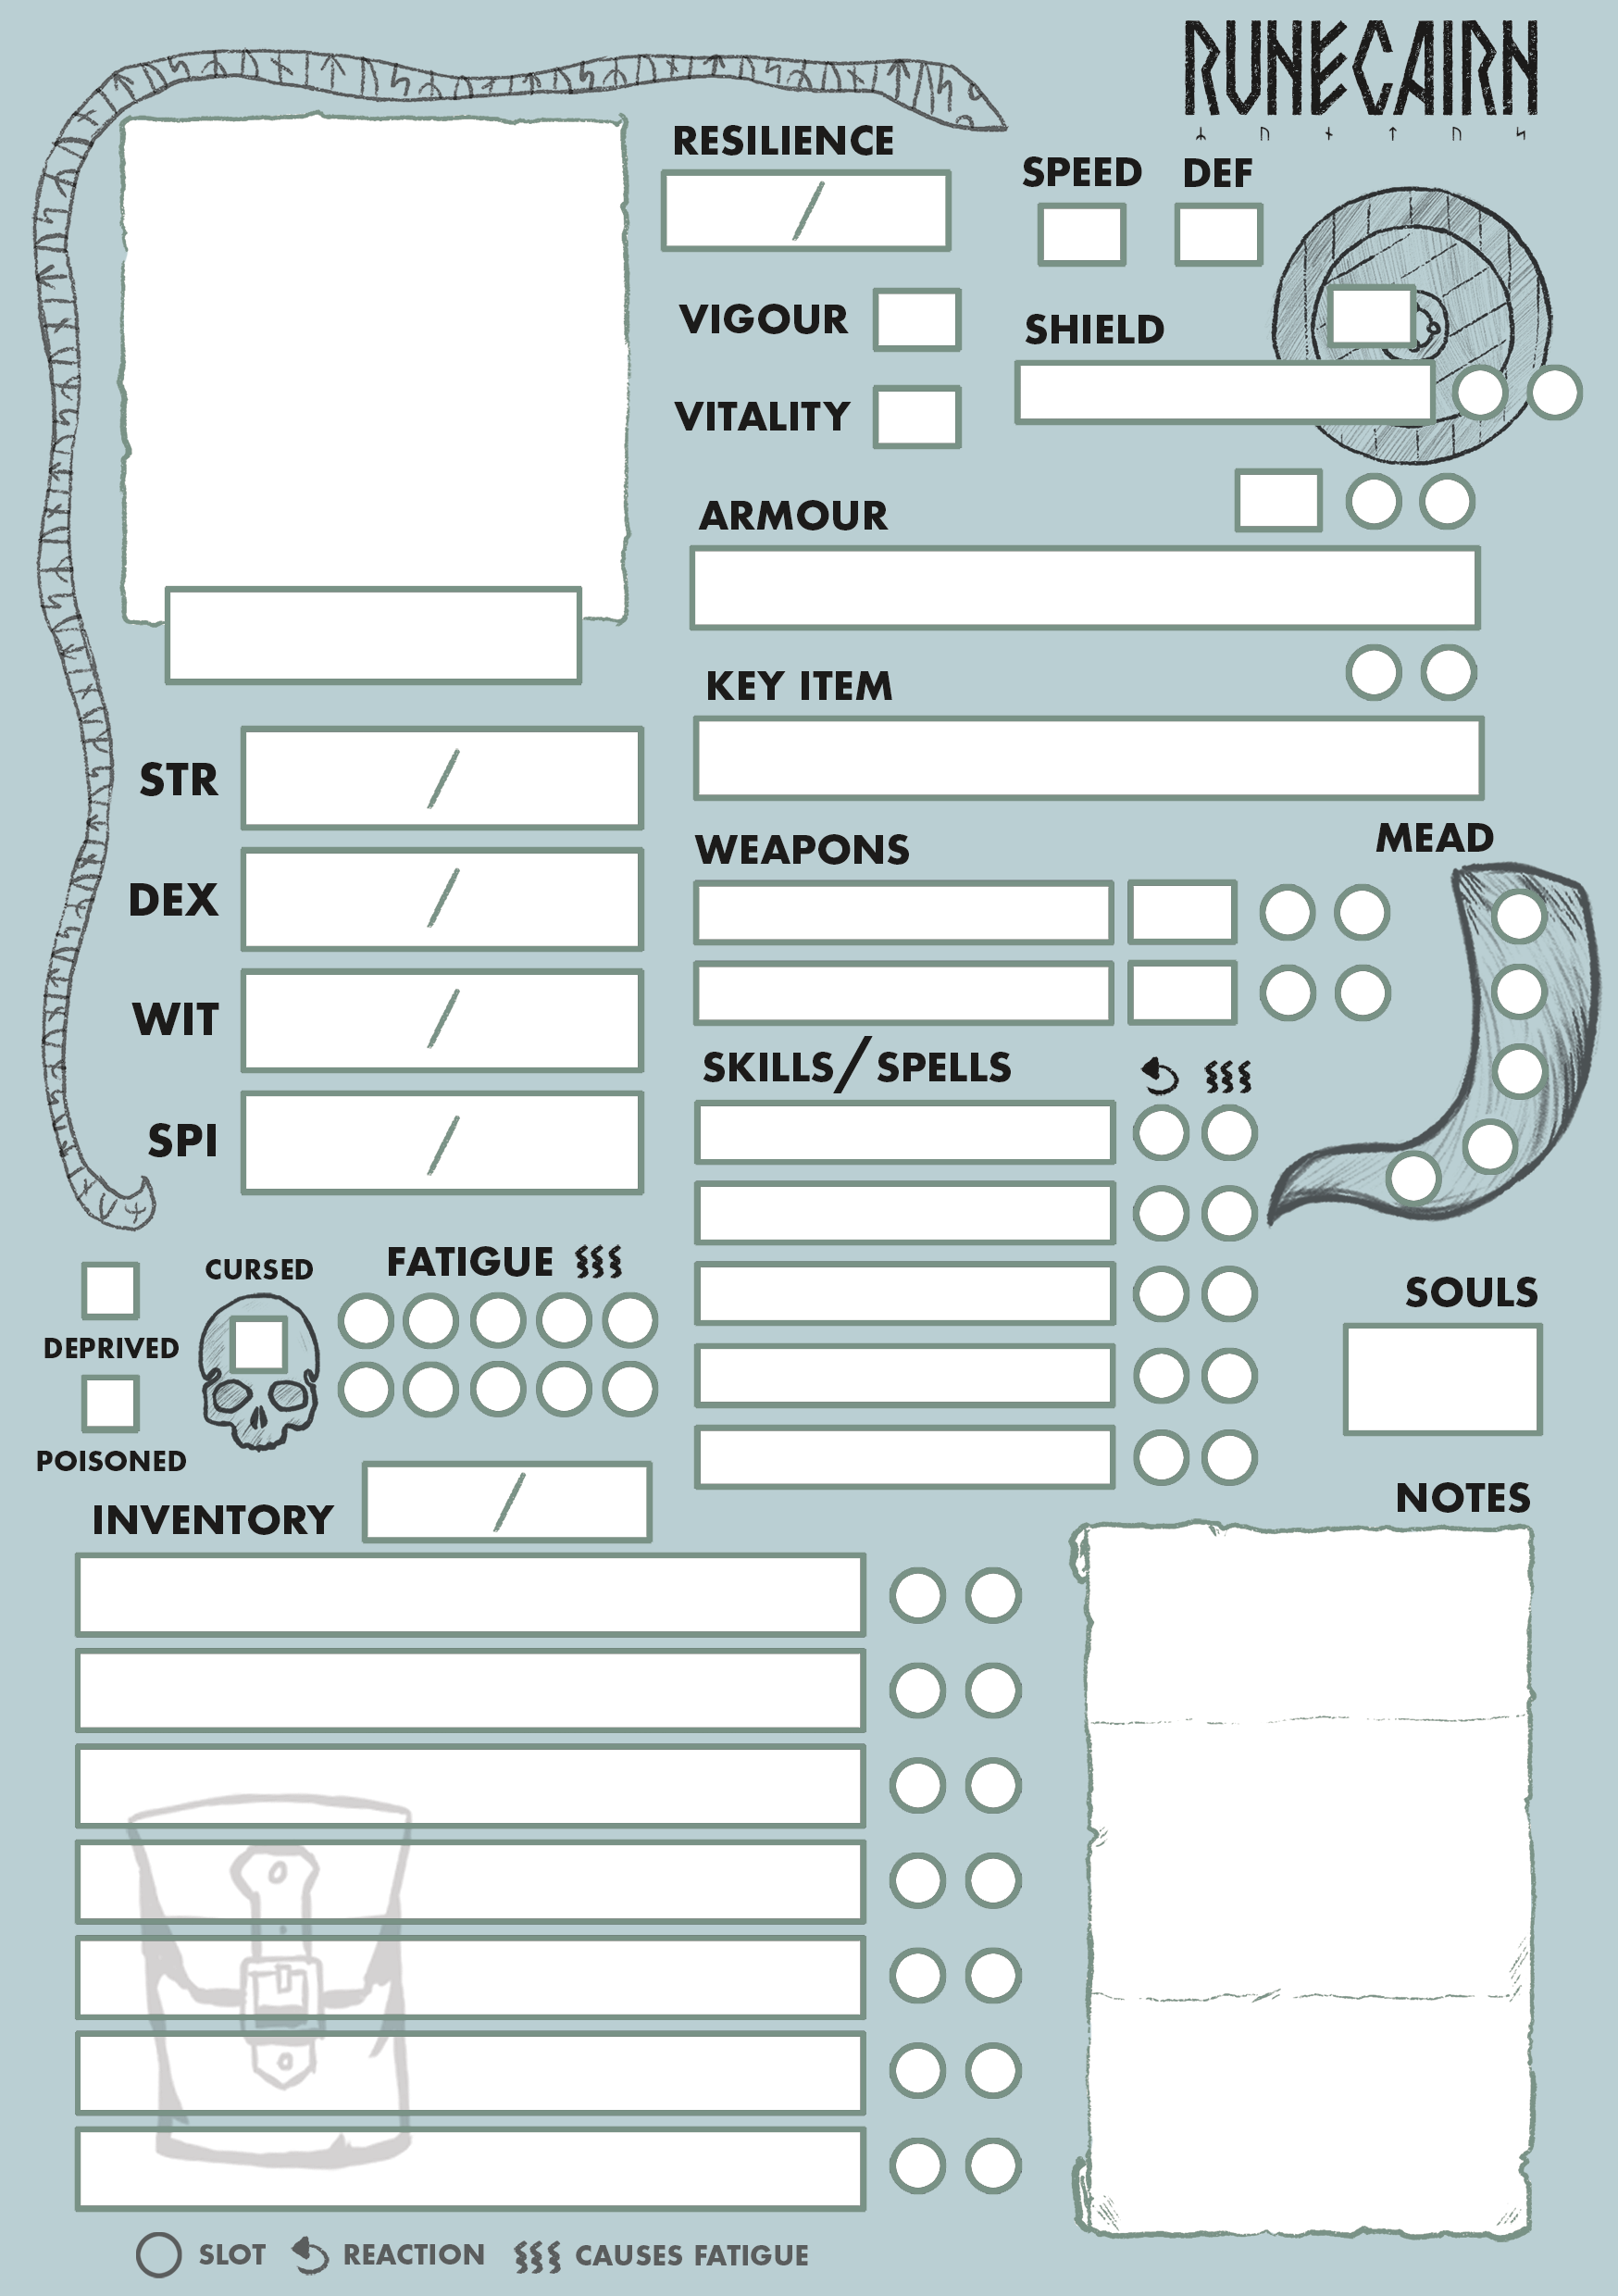 RUNECAIRN
ᛉ ᚢ ᚾ ᛏ ᚢ ᛋ
RESILIENCE
/
SPEED
DEF
VIGOUR
SHIELD
VITALITY
ARMOUR
KEY ITEM
STR /
DEX /
WIT /
SPI /
WEAPONS
MEAD
SKILLS/SPELLS
CURSED
FATIGUE
DEPRIVED
POISONED
SOULS
INVENTORY /
NOTES
SLOT REACTION CAUSES FATIGUE